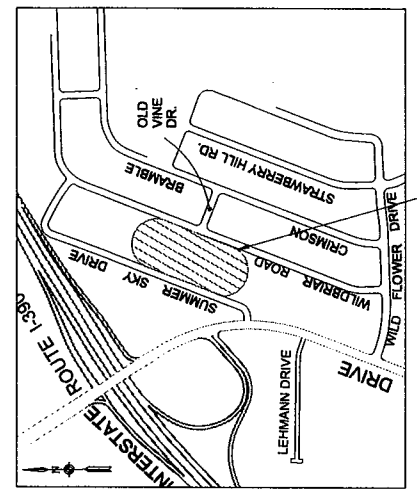 OLD
VINE
DR.
BRAMBLE
STRAWBERRY HILL RD.
CRIMSON
WILDBRIAR ROAD
SUMMER SKY DRIVE
WILD FLOWER DRIVE
DRIVE
LEHMANN DRIVE
INTERSTATE ROUTE I-390
N